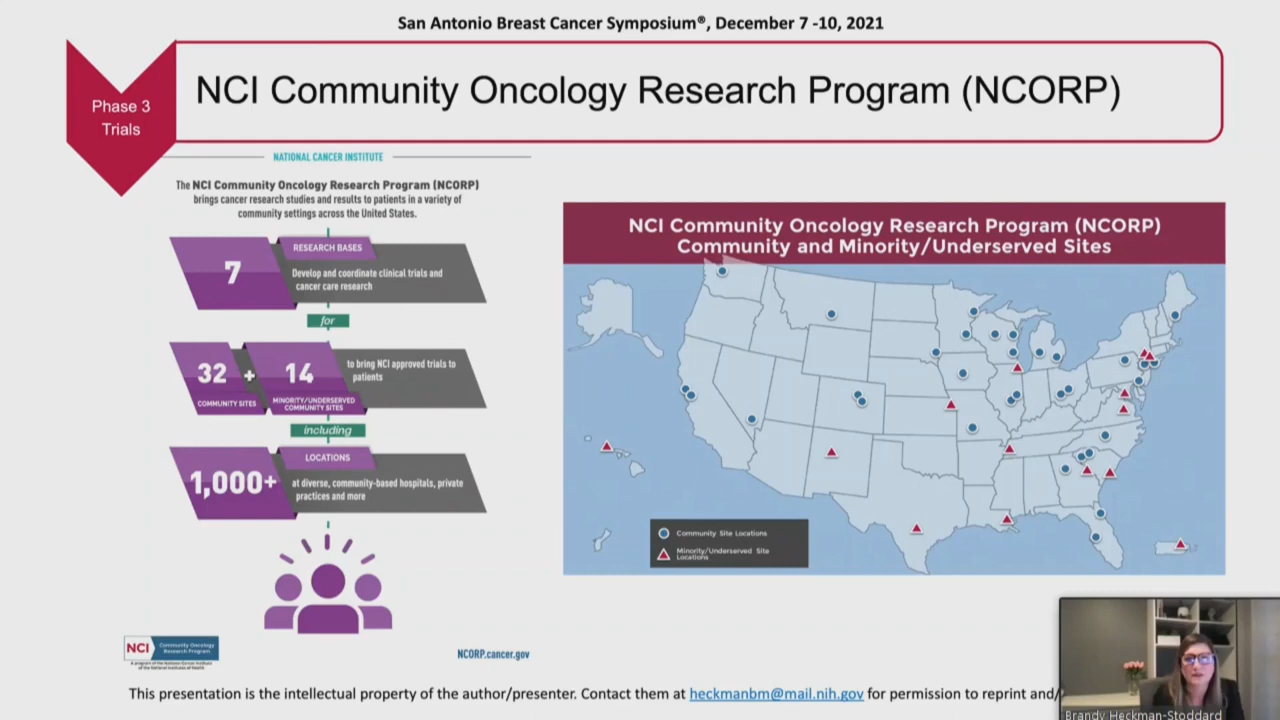 San Antonio Breast Cancer Symposium®, December 7 -10, 2021
Phase 3
Trials
NCI Community Oncology Research Program (NCORP)
NATIONAL CANCER INSTITUTE
The NCI Community Oncology Research Program (NCORP)
brings cancer research studies and results to patients in a variety of
community settings across the United States.
7
RESEARCH BASES
Develop and coordinate clinical trials and
cancer care research
for
32
COMMUNITY SITES
+
14
MINORITY/UNDERSERVED
COMMUNITY SITES
to bring NCI approved trials to
patients
including
1,000+
LOCATIONS
at diverse, community-based hospitals, private
practices and more
NCI
Community Oncology
Research Program
A program of the National Cancer Institute
of the National Institutes of Health
NCORP.cancer.gov
NCI Community Oncology Research Program (NCORP)
Community and Minority/Underserved Sites
Community Site Locations
Minority/Underserved Site
Locations
This presentation is the intellectual property of the author/presenter. Contact them at heckmanbm@mail.nih.gov for permission to reprint and/
Brandy Heckman-Stoddard